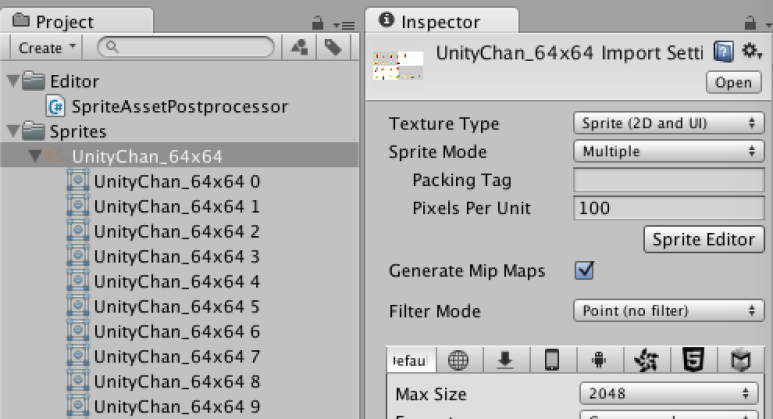 Project
Create
Editor
SpriteAssetPostprocessor
Sprites
UnityChan_64x64
UnityChan_64x64 0
UnityChan_64x64 1
UnityChan_64x64 2
UnityChan_64x64 3
UnityChan_64x64 4
UnityChan_64x64 5
UnityChan_64x64 6
UnityChan_64x64 7
UnityChan_64x64 8
UnityChan_64x64 9
Inspector
UnityChan_64x64 Import Setti
Open
Texture Type Sprite (2D and UI)
Sprite Mode Multiple
Packing Tag
Pixels Per Unit 100
Sprite Editor
Generate Mip Maps
Filter Mode Point (no filter)
efaul
Max Size 2048